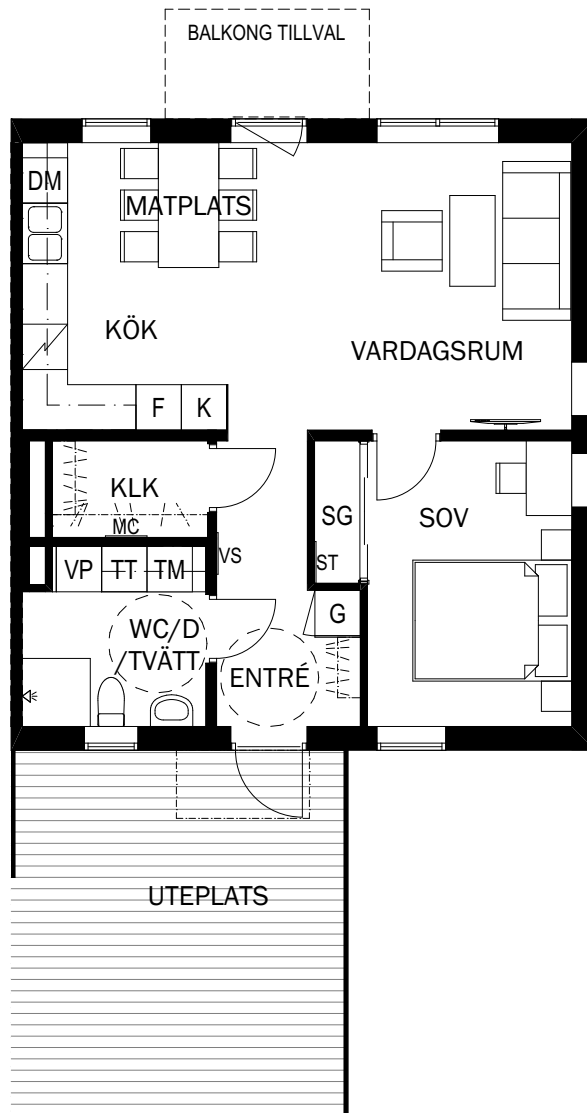 BALKONG TILLVAL
DM
MATPLATS
KÖK
VARDAGSRUM
F
K
KLK
SG
SOV
MC
VS
ST
VP
TT
TM
G
WC/D
/TVÄTT
ENTRÉ
UTEPLATS